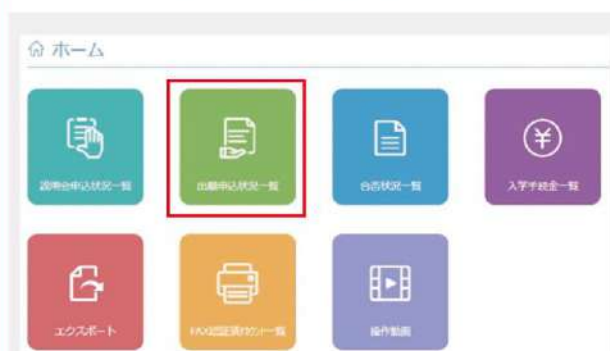 ホーム
説明会申込状況一覧
出願申込状況一覧
合否状況一覧
入学手続金一覧
エクスポート
操作動画